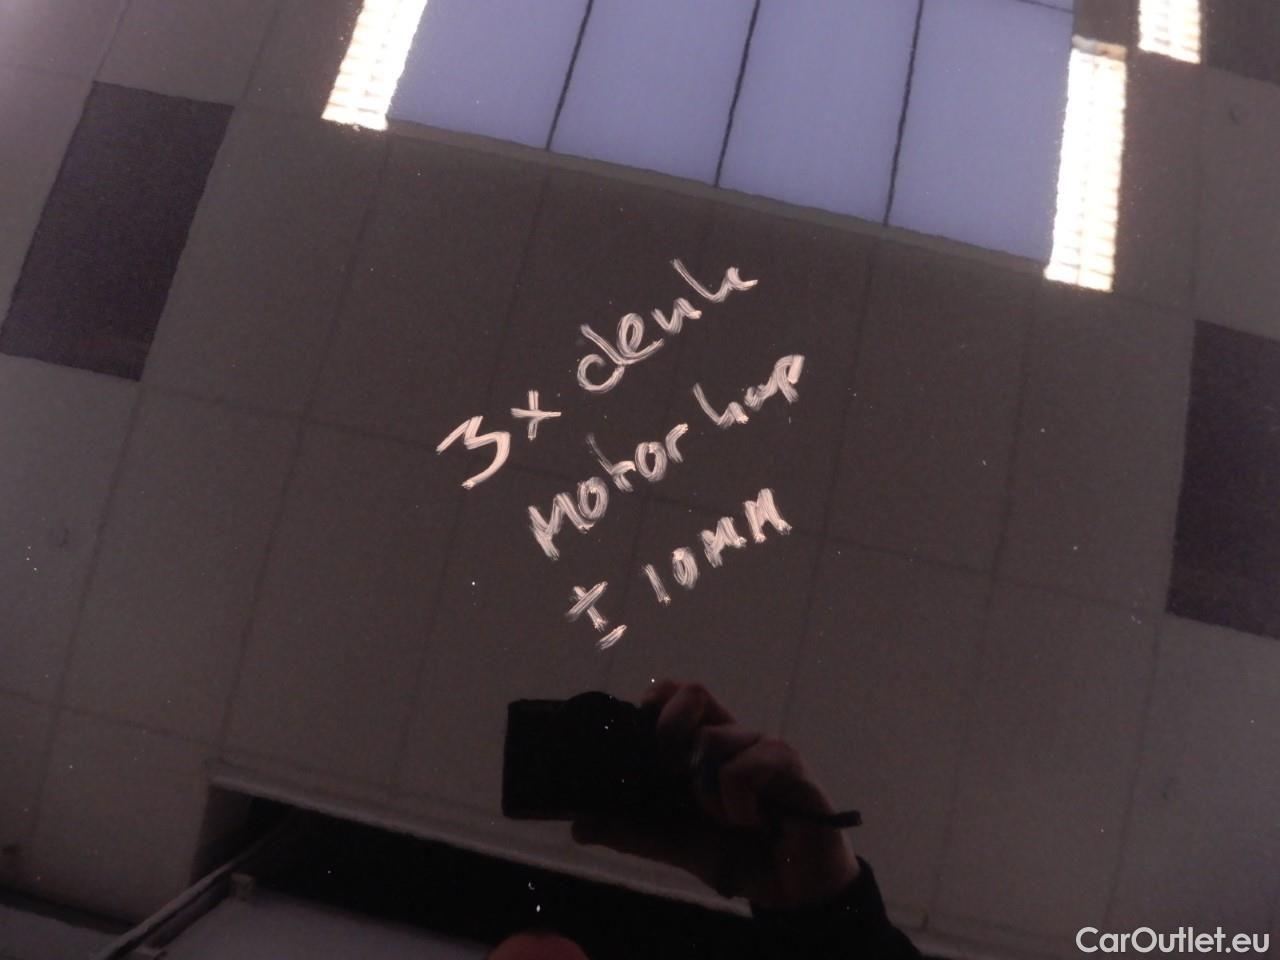 3x deuk
Motorkap
± 10MM
CarOutlet.eu